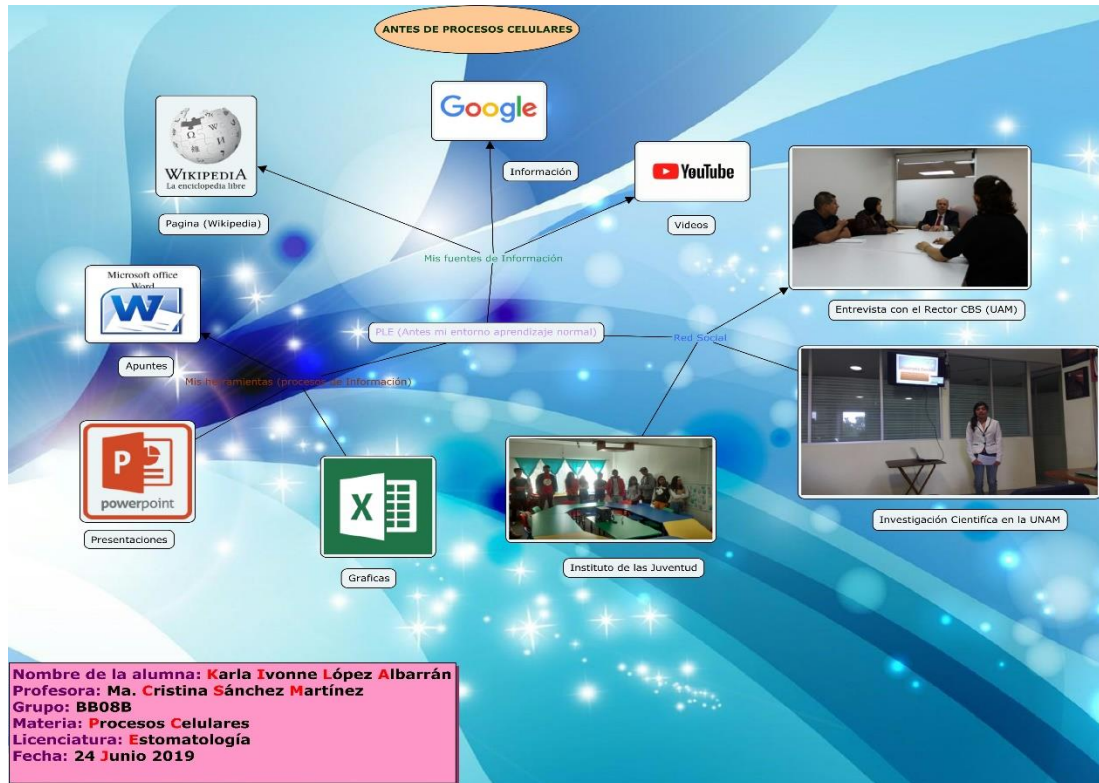 ANTES DE PROCESOS CELULARES
Google
Información
WIKIPEDIA
La enciclopedia libre
Pagina (Wikipedia)
YouTube
Videos
Mis fuentes de Información
Entrevista con el Rector CBS (UAM)
Microsoft office
Word
W
Apuntes
PLE (Antes mi entorno aprendizaje normal)
Red Social
Mis herramientas (procesos de Información)
P
powerpoint
Presentaciones
X
Graficas
Instituto de las Juventud
Investigación Cientifíca en la UNAM
Nombre de la alumna: Karla Ivonne López Albarrán
Profesora: Ma. Cristina Sánchez Martínez
Grupo: BB08B
Materia: Procesos Celulares
Licenciatura: Estomatología
Fecha: 24 Junio 2019